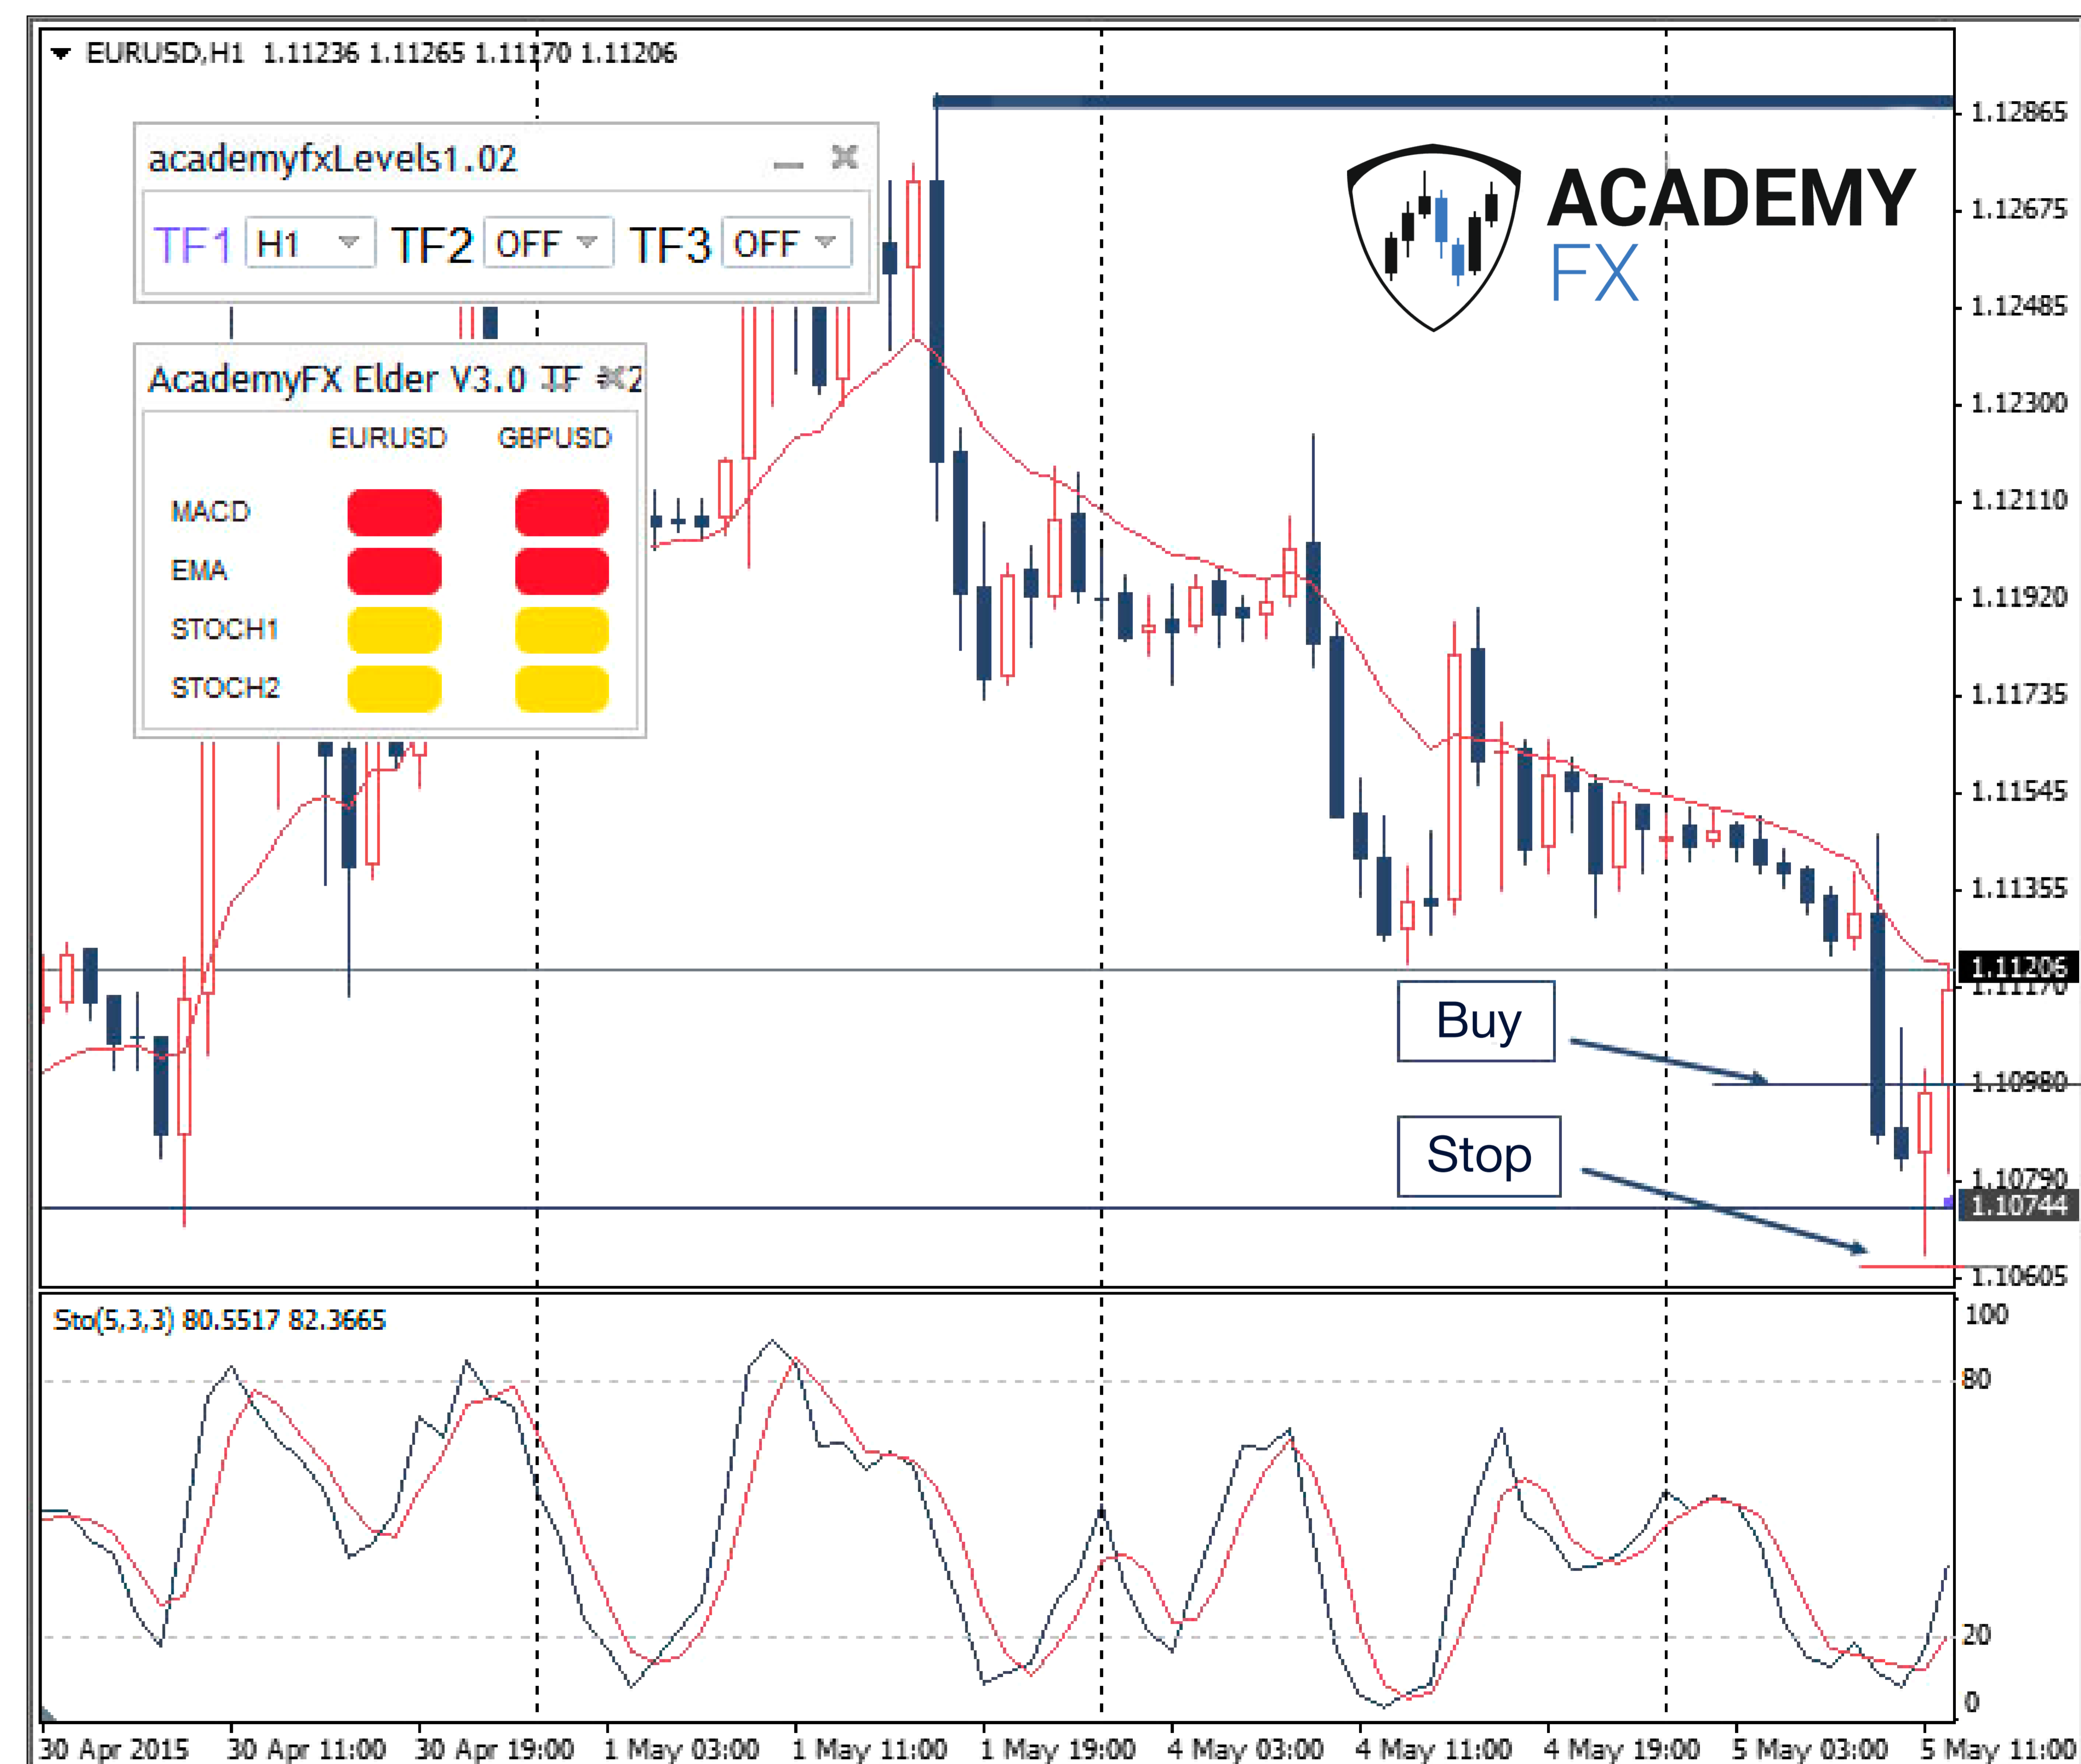 EURUSD,H1 1.11236 1.11265 1.11170 1.11206
academyfxLevels1.02
TF1 H1 TF2 OFF TF3 OFF
AcademyFX Elder V3.0 TF
EURUSD GBPUSD
MACD
EMA
STOCH1
STOCH2
ACADEMY
FX
1.12865
1.12675
1.12485
1.12300
1.12110
1.11920
1.11735
1.11545
1.11355
1.11206
1.11170
Buy
1.10980
Stop
1.10790
1.10744
1.10605
Sto(5,3,3) 80.5517 82.3665
100
80
20
0
30 Apr 2015 30 Apr 11:00 30 Apr 19:00 1 May 03:00 1 May 11:00 1 May 19:00 4 May 03:00 4 May 11:00 4 May 19:00 5 May 03:00 5 May 11:00